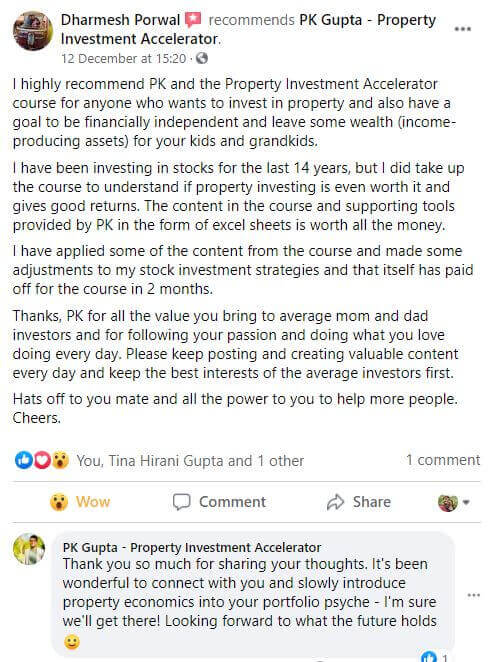 Dharmesh Porwal recommends PK Gupta - Property
Investment Accelerator.
12 December at 15:20 ·
I highly recommend PK and the Property Investment Accelerator
course for anyone who wants to invest in property and also have a
goal to be financially independent and leave some wealth (income-
producing assets) for your kids and grandkids.
I have been investing in stocks for the last 14 years, but I did take up
the course to understand if property investing is even worth it and
gives good returns. The content in the course and supporting tools
provided by PK in the form of excel sheets is worth all the money.
I have applied some of the content from the course and made some
adjustments to my stock investment strategies and that itself has paid
off for the course in 2 months.
Thanks, PK for all the value you bring to average mom and dad
investors and for following your passion and doing what you love
doing every day. Please keep posting and creating valuable content
every day and keep the best interests of the average investors first.
Hats off to you mate and all the power to you to help more people.
Cheers.
You, Tina Hirani Gupta and 1 other 1 comment
Wow Comment Share
PK Gupta - Property Investment Accelerator
Thank you so much for sharing your thoughts. It's been
wonderful to connect with you and slowly introduce
property economics into your portfolio psyche - I'm sure
we'll get there! Looking forward to what the future holds
1